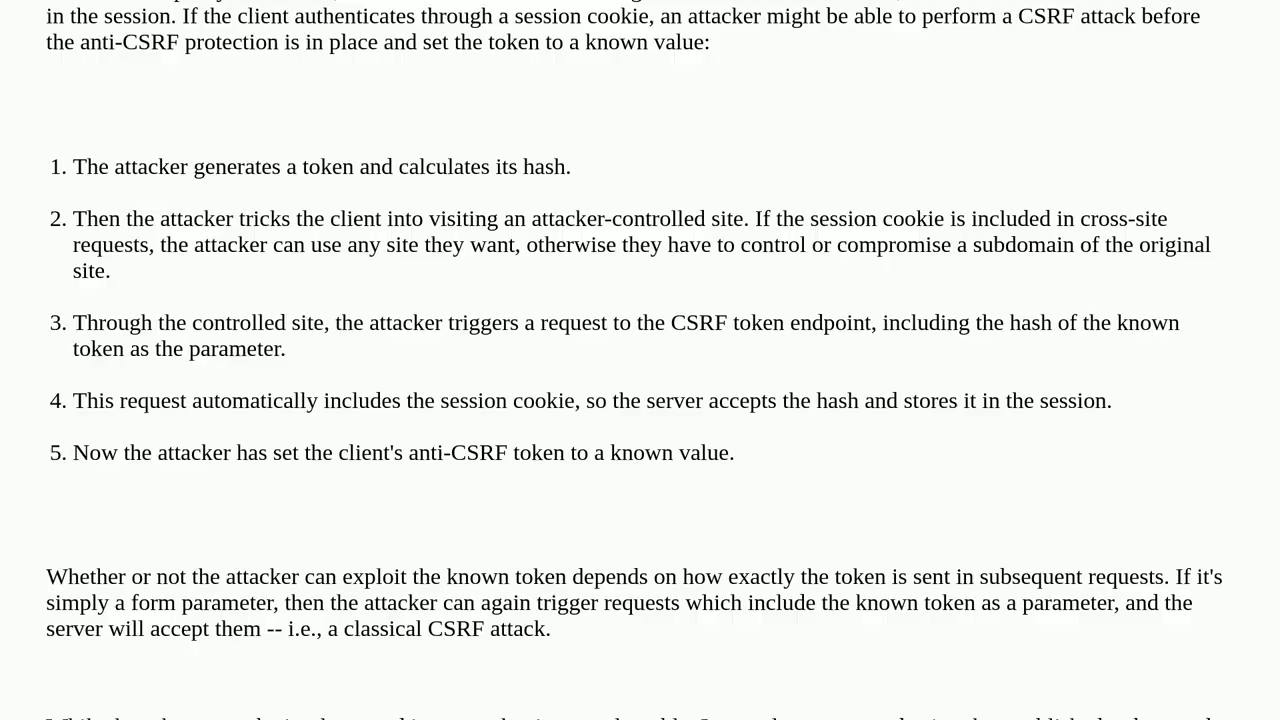 in the session. If the client authenticates through a session cookie, an attacker might be able to perform a CSRF attack before
the anti-CSRF protection is in place and set the token to a known value:
1. The attacker generates a token and calculates its hash.
2. Then the attacker tricks the client into visiting an attacker-controlled site. If the session cookie is included in cross-site
requests, the attacker can use any site they want, otherwise they have to control or compromise a subdomain of the original
site.
3. Through the controlled site, the attacker triggers a request to the CSRF token endpoint, including the hash of the known
token as the parameter.
4. This request automatically includes the session cookie, so the server accepts the hash and stores it in the session.
5. Now the attacker has set the client's anti-CSRF token to a known value.
Whether or not the attacker can exploit the known token depends on how exactly the token is sent in subsequent requests. If it's
simply a form parameter, then the attacker can again trigger requests which include the known token as a parameter, and the
server will accept them -- i.e., a classical CSRF attack.